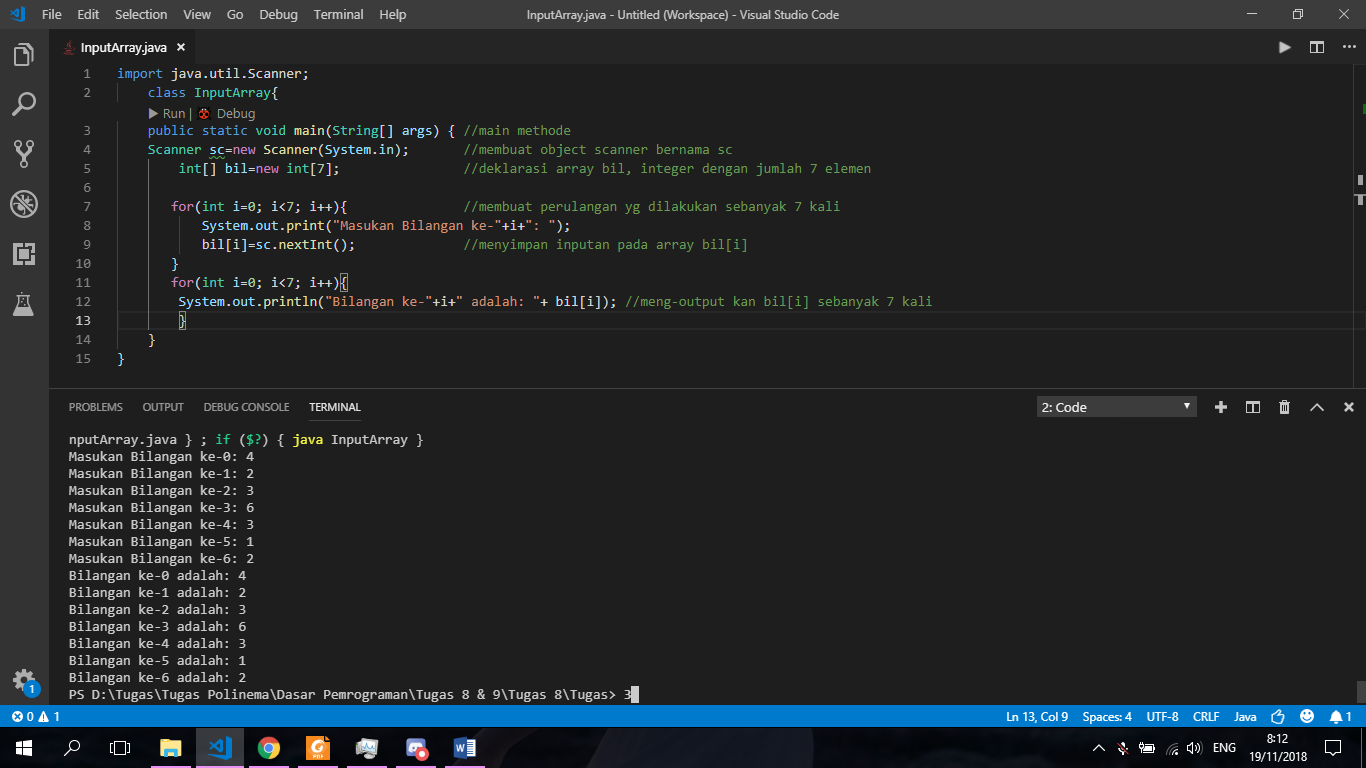 File Edit Selection View Go Debug Terminal Help InputArray.java - Untitled (Workspace) - Visual Studio Code
InputArray.java
1 import java.util.Scanner;
2 class InputArray{
Run | Debug
3 public static void main(String[] args) { //main methode
4 Scanner sc=new Scanner(System.in); //membuat object scanner bernama sc
5 int[] bil=new int[7]; //deklarasi array bil, integer dengan jumlah 7 elemen
6
7 for(int i=0; i<7; i++){ //membuat perulangan yg dilakukan sebanyak 7 kali
8 System.out.print("Masukan Bilangan ke-"+i+": ");
9 bil[i]=sc.nextInt(); //menyimpan inputan pada array bil[i]
10 }
11 for(int i=0; i<7; i++){
12 System.out.println("Bilangan ke-"+i+" adalah: "+ bil[i]); //meng-output kan bil[i] sebanyak 7 kali
13 }
14 }
15 }
PROBLEMS OUTPUT DEBUG CONSOLE TERMINAL 2: Code
nputArray.java } ; if ($?) { java InputArray }
Masukan Bilangan ke-0: 4
Masukan Bilangan ke-1: 2
Masukan Bilangan ke-2: 3
Masukan Bilangan ke-3: 6
Masukan Bilangan ke-4: 3
Masukan Bilangan ke-5: 1
Masukan Bilangan ke-6: 2
Bilangan ke-0 adalah: 4
Bilangan ke-1 adalah: 2
Bilangan ke-2 adalah: 3
Bilangan ke-3 adalah: 6
Bilangan ke-4 adalah: 3
Bilangan ke-5 adalah: 1
Bilangan ke-6 adalah: 2
PS D:\Tugas\Tugas Polinema\Dasar Pemrograman\Tugas 8 & 9\Tugas 8\Tugas> 3
1
0 1 Ln 13, Col 9 Spaces: 4 UTF-8 CRLF Java 1
PDF W ENG 8:12
19/11/2018